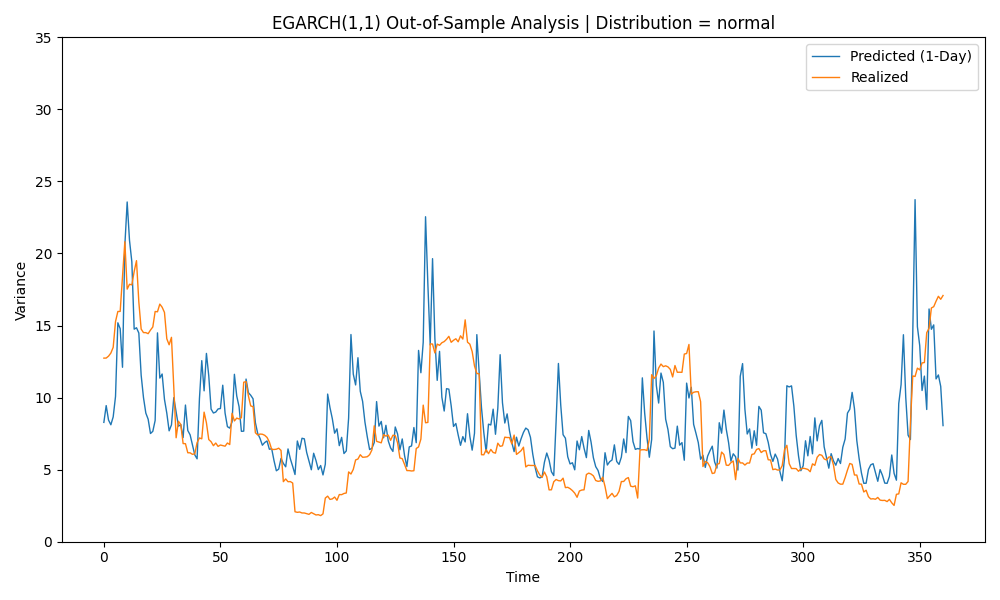 EGARCH(1,1) Out-of-Sample Analysis | Distribution = normal
Predicted (1-Day)
Realized
Variance
35
30
25
20
15
10
5
0
0 50 100 150 200 250 300 350
Time